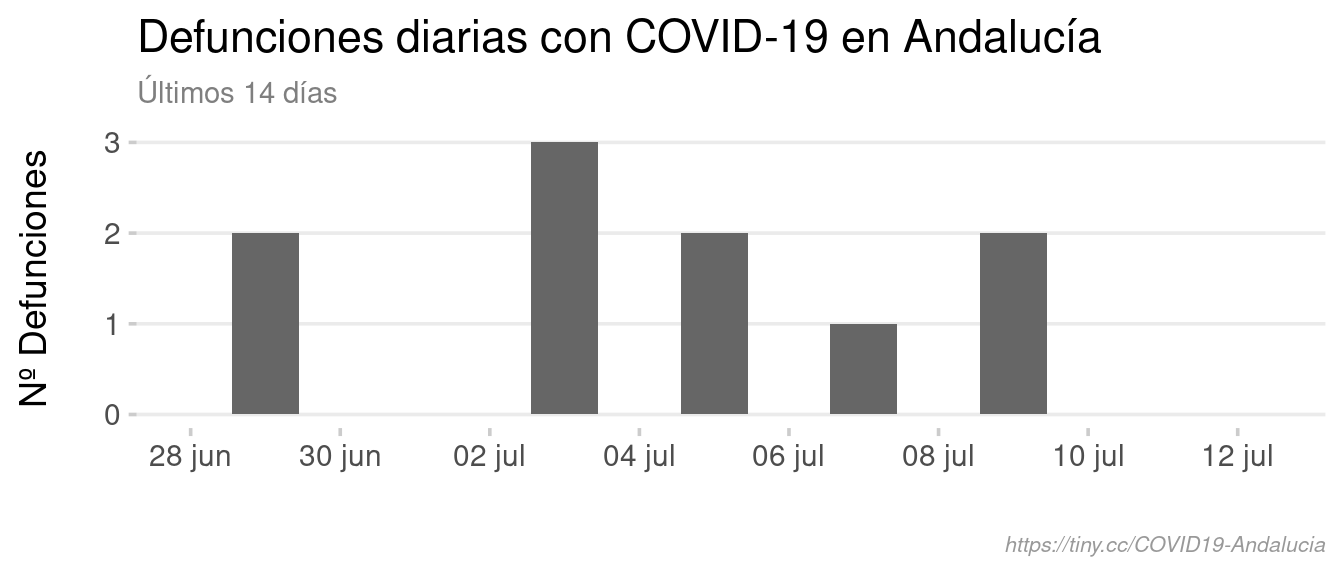 Defunciones diarias con COVID-19 en Andalucía
Últimos 14 días
Nº Defunciones
3
2
1
0
28 jun 30 jun 02 jul 04 jul 06 jul 08 jul 10 jul 12 jul
https://tiny.cc/COVID19-Andalucia